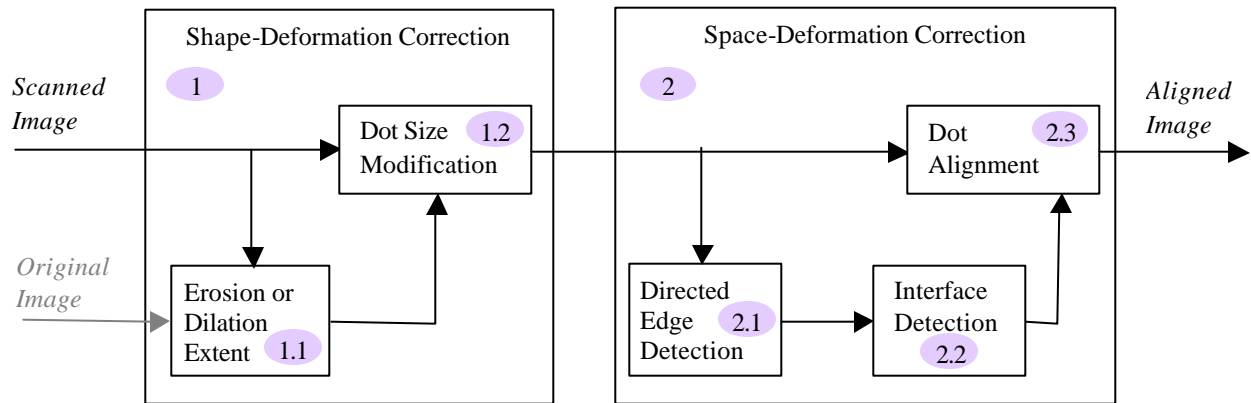 Shape-Deformation Correction
1
Scanned
Image
Dot Size
1.2
Modification
Original
Image
Erosion or
Dilation
Extent
1.1
Space-Deformation Correction
2
Dot
2.3
Alignment
Aligned
Image
Directed
Edge
2.1
Detection
Interface
Detection
2.2